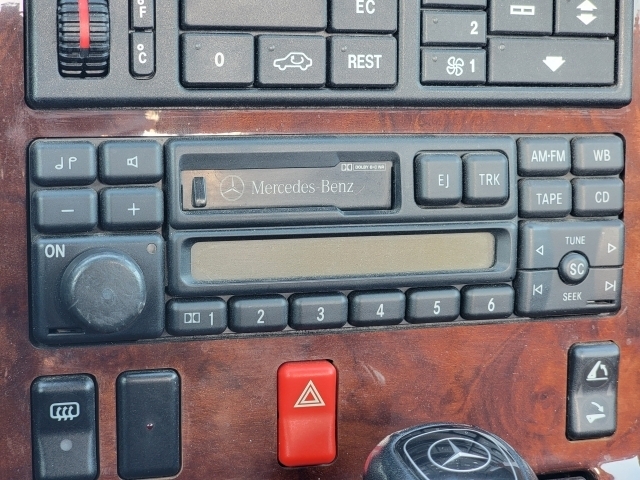 °F
°C
EC
0
REST
2
1
EJ
TRK
DOLBY B-C NR
Mercedes-Benz
AM·FM
WB
TAPE
CD
−
+
ON
TUNE
SC
SEEK
1
2
3
4
5
6